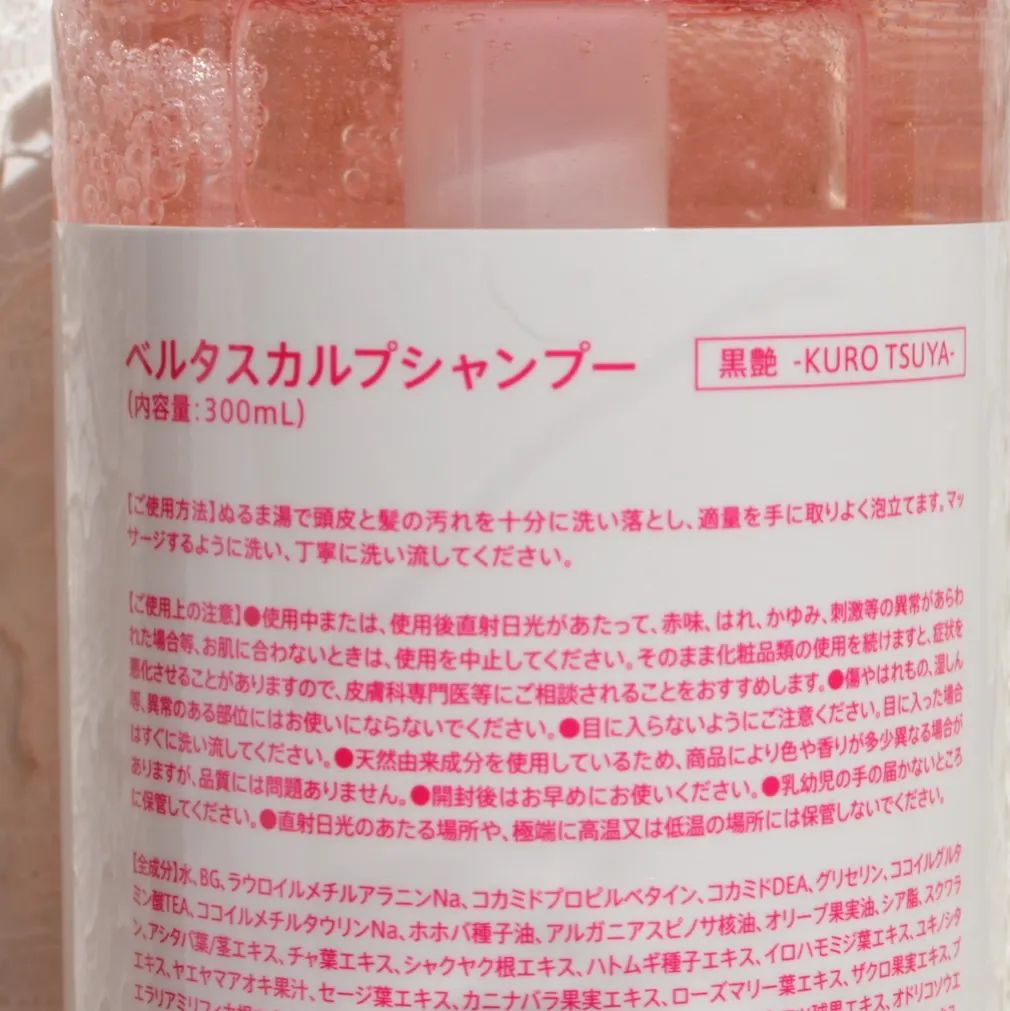 ベルタスカルプシャンプー
黒艶 -KURO TSUYA-
(内容量:300mL)
【ご使用方法】ぬるま湯で頭皮と髪の汚れを十分に洗い落とし、適量を手に取りよく泡立てます。マッ
サージするように洗い、丁寧に洗い流してください。
【ご使用上の注意】●使用中または、使用後直射日光があたって、赤味、はれ、かゆみ、刺激等の異常があらわ
れた場合等、お肌に合わないときは、使用を中止してください。そのまま化粧品類の使用を続けますと、症状を
悪化させることがありますので、皮膚科専門医等にご相談されることをおすすめします。●傷やはれもの、湿しん
等、異常のある部位にはお使いにならないでください。●目に入らないようにご注意ください。目に入った場合
はすぐに洗い流してください。●天然由来成分を使用しているため、商品により色や香りが多少異なる場合が
ありますが、品質には問題ありません。●開封後はお早めにお使いください。●乳幼児の手の届かないところ
に保管してください。●直射日光のあたる場所や、極端に高温又は低温の場所には保管しないでください。
【全成分】水、BG、ラウロイルメチルアラニンNa、コカミドプロピルベタイン、コカミドDEA、グリセリン、ココイルグルタ
ミン酸TEA、ココイルメチルタウリンNa、ホホバ種子油、アルガニアスピノサ核油、オリーブ果実油、シア脂、スクワラ
ン、アシタバ葉/茎エキス、チャ葉エキス、シャクヤク根エキス、ハトムギ種子エキス、イロハモミジ葉エキス、ユキノシタ
エキス、ヤエヤマアオキ果汁、セージ葉エキス、カニナバラ果実エキス、ローズマリー葉エキス、ザクロ果実エキス、プ
エラリアミリフィカ根 球果エキス、オドリコソウエ